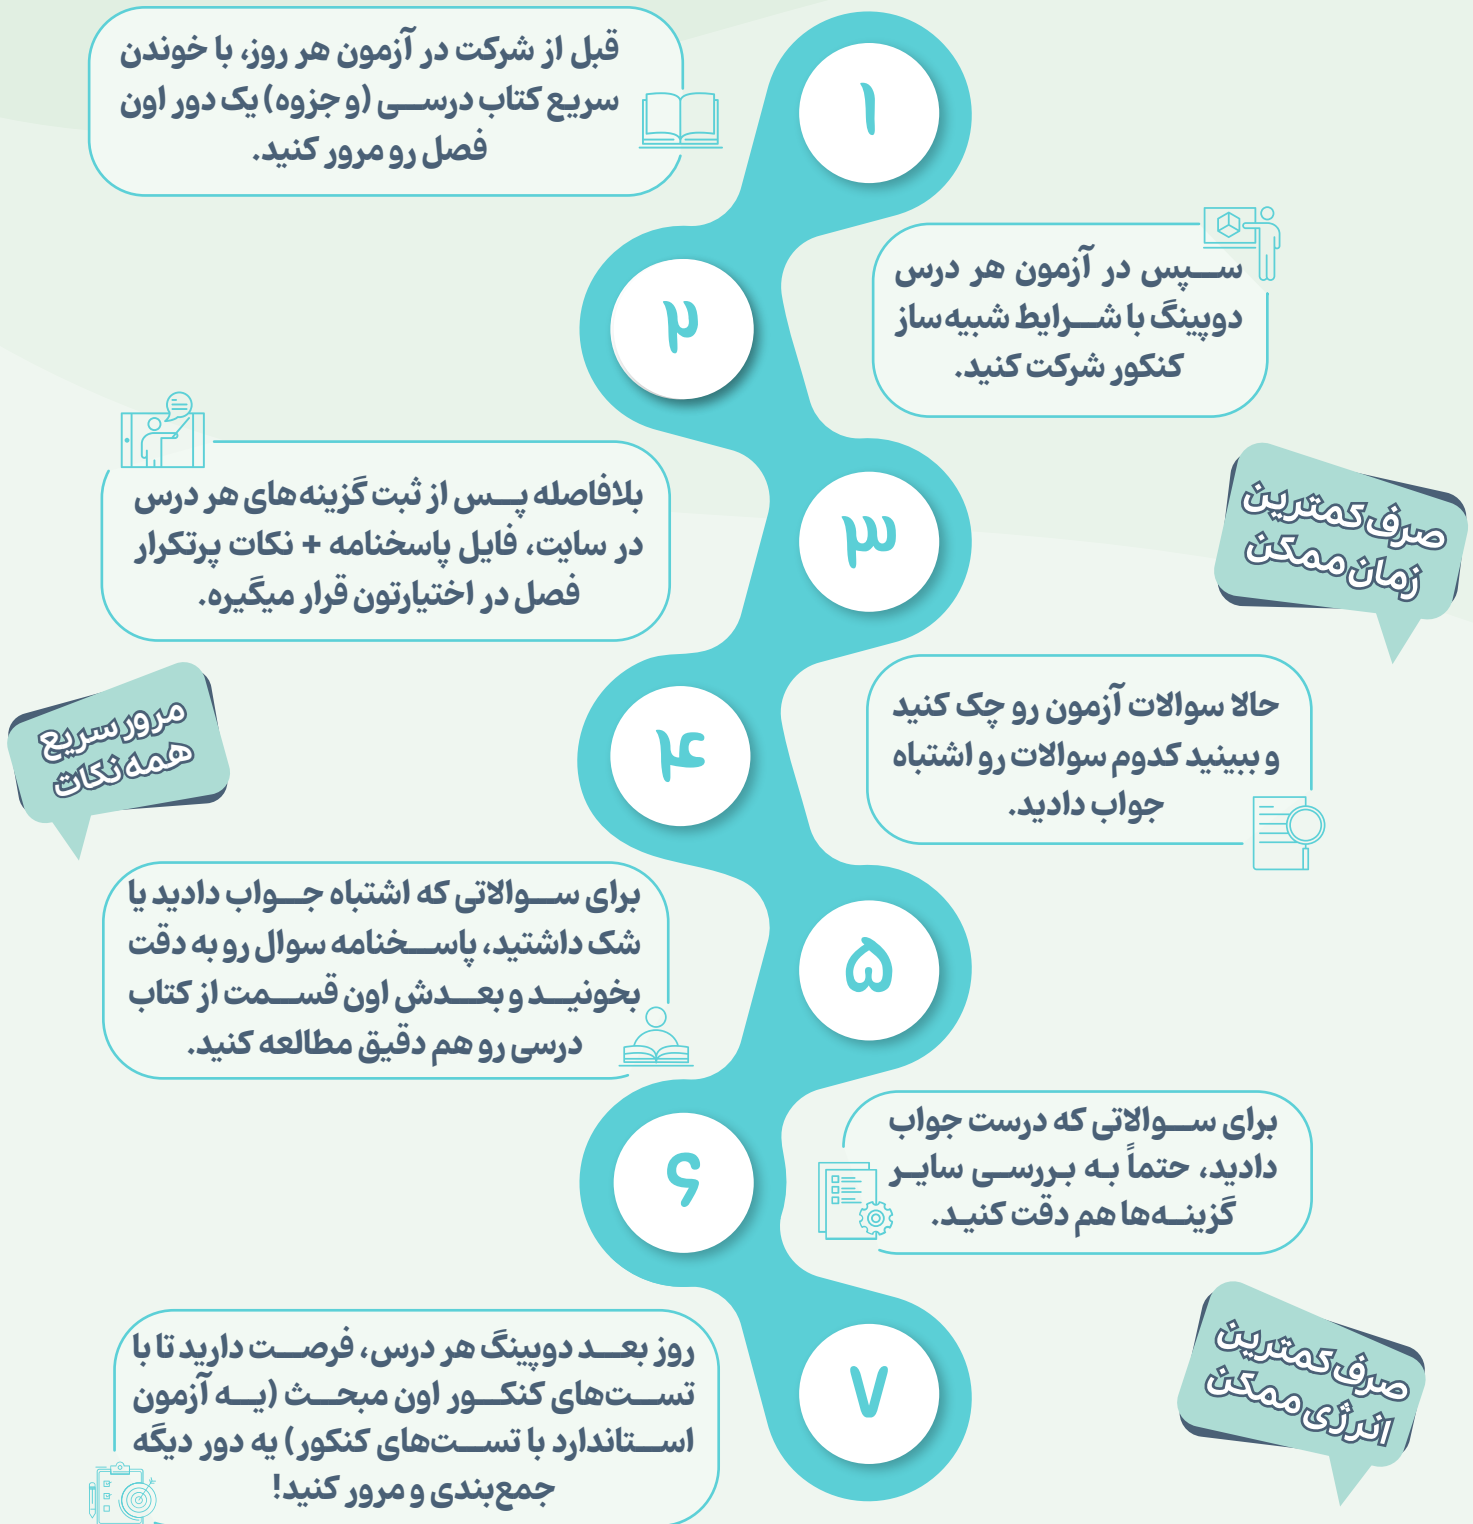 ۱
قبل از شرکت در آزمون هر روز، با خوندن
سریع کتاب درسی (و جزوه) یک دور اون
فصل رو مرور کنید.
۲
سپس در آزمون هر درس
دوپینگ با شرایط شبیه‌ساز
کنکور شرکت کنید.
۳
بلافاصله پس از ثبت گزینه‌های هر درس
در سایت، فایل پاسخنامه + نکات پرتکرار
فصل در اختیارتون قرار میگیره.
صرف کمترین
زمان ممکن
۴
حالا سوالات آزمون رو چک کنید
و ببینید کدوم سوالات رو اشتباه
جواب دادید.
مرور سریع
همه نکات
۵
برای سوالاتی که اشتباه جواب دادید یا
شک داشتید، پاسخنامه سوال رو به دقت
بخونید و بعدش اون قسمت از کتاب
درسی رو هم دقیق مطالعه کنید.
۶
برای سوالاتی که درست جواب
دادید، حتماً به بررسی سایر
گزینه‌ها هم دقت کنید.
۷
روز بعد دوپینگ هر درس، فرصت دارید تا با
تست‌های کنکور اون مبحث (یه آزمون
استاندارد با تست‌های کنکور) یه دور دیگه
جمع‌بندی و مرور کنید!
صرف کمترین
انرژی ممکن